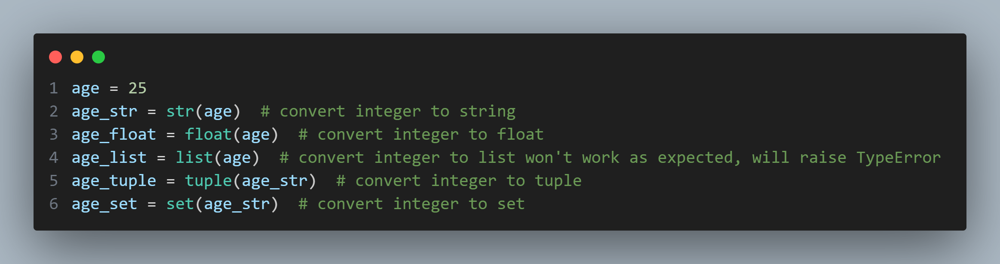 1 age = 25
2 age_str = str(age)  # convert integer to string
3 age_float = float(age)  # convert integer to float
4 age_list = list(age)  # convert integer to list won't work as expected, will raise TypeError
5 age_tuple = tuple(age_str)  # convert integer to tuple
6 age_set = set(age_str)  # convert integer to set